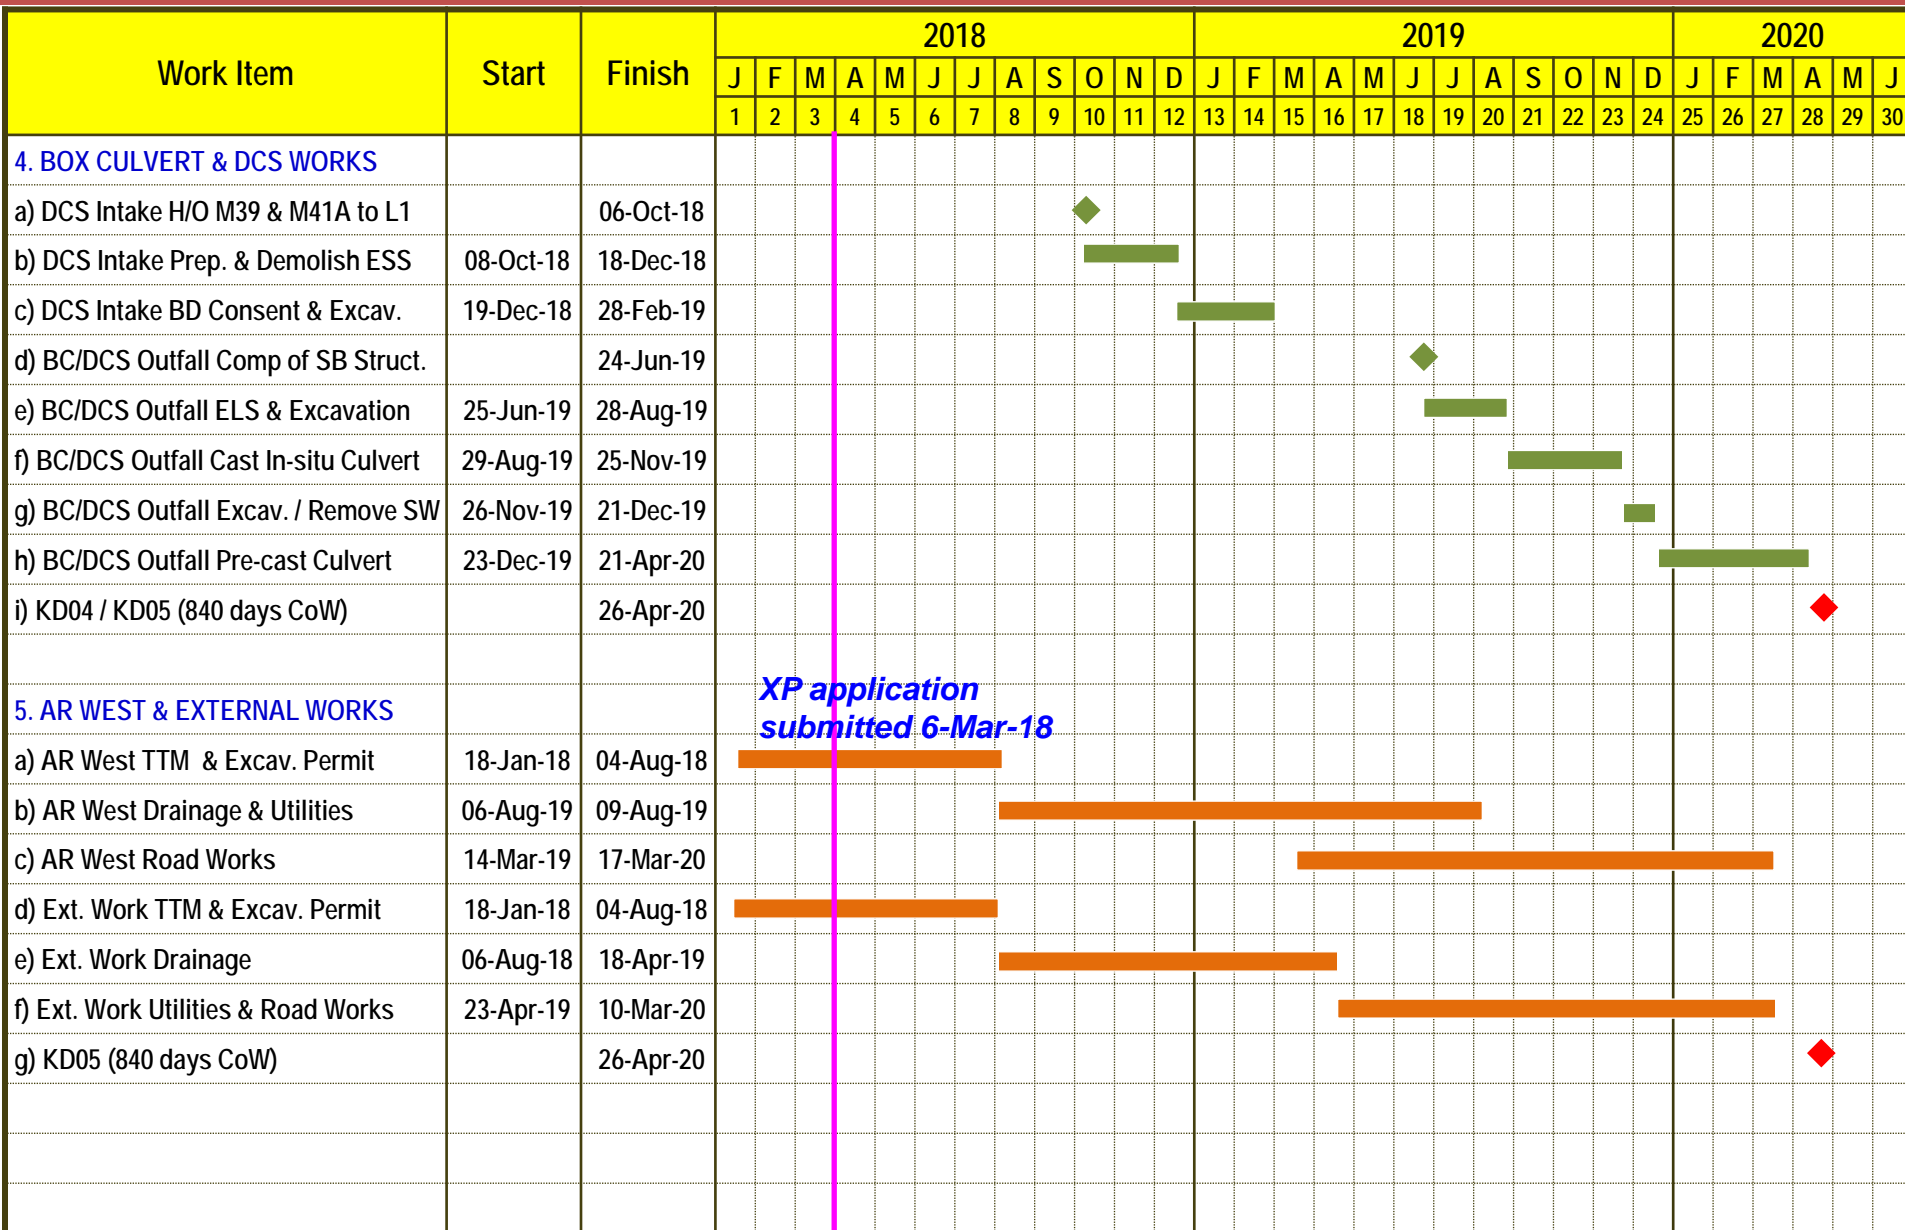 2018 2019 2020
Work Item Start Finish J F M A M J J A S O N D J F M A M J J A S O N D J F M A M J
1 2 3 4 5 6 7 8 9 10 11 12 13 14 15 16 17 18 19 20 21 22 23 24 25 26 27 28 29 30
4. BOX CULVERT & DCS WORKS
a) DCS Intake H/O M39 & M41A to L1 06-Oct-18
b) DCS Intake Prep. & Demolish ESS 08-Oct-18 18-Dec-18
c) DCS Intake BD Consent & Excav. 19-Dec-18 28-Feb-19
d) BC/DCS Outfall Comp of SB Struct. 24-Jun-19
e) BC/DCS Outfall ELS & Excavation 25-Jun-19 28-Aug-19
f) BC/DCS Outfall Cast In-situ Culvert 29-Aug-19 25-Nov-19
g) BC/DCS Outfall Excav. / Remove SW 26-Nov-19 21-Dec-19
h) BC/DCS Outfall Pre-cast Culvert 23-Dec-19 21-Apr-20
i) KD04 / KD05 (840 days CoW) 26-Apr-20
XP application
5. AR WEST & EXTERNAL WORKS
submitted 6-Mar-18
a) AR West TTM & Excav. Permit 18-Jan-18 04-Aug-18
b) AR West Drainage & Utilities 06-Aug-19 09-Aug-19
c) AR West Road Works 14-Mar-19 17-Mar-20
d) Ext. Work TTM & Excav. Permit 18-Jan-18 04-Aug-18
e) Ext. Work Drainage 06-Aug-18 18-Apr-19
f) Ext. Work Utilities & Road Works 23-Apr-19 10-Mar-20
g) KD05 (840 days CoW) 26-Apr-20